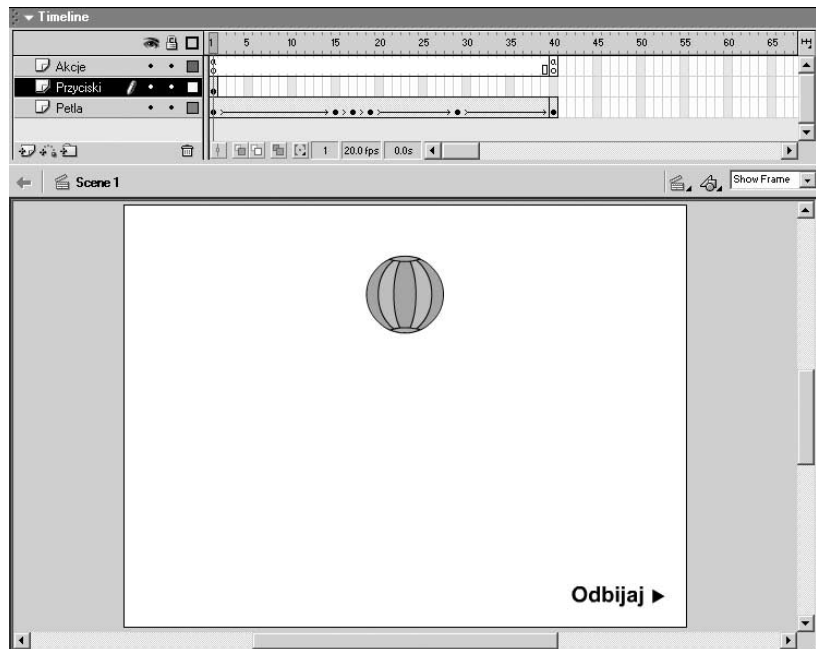 Timeline
1 5 10 15 20 25 30 35 40 45 50 55 60 65
Akcje
Przyciski
Petla
1 20.0 fps 0.0s
Scene 1
Show Frame
Odbijaj